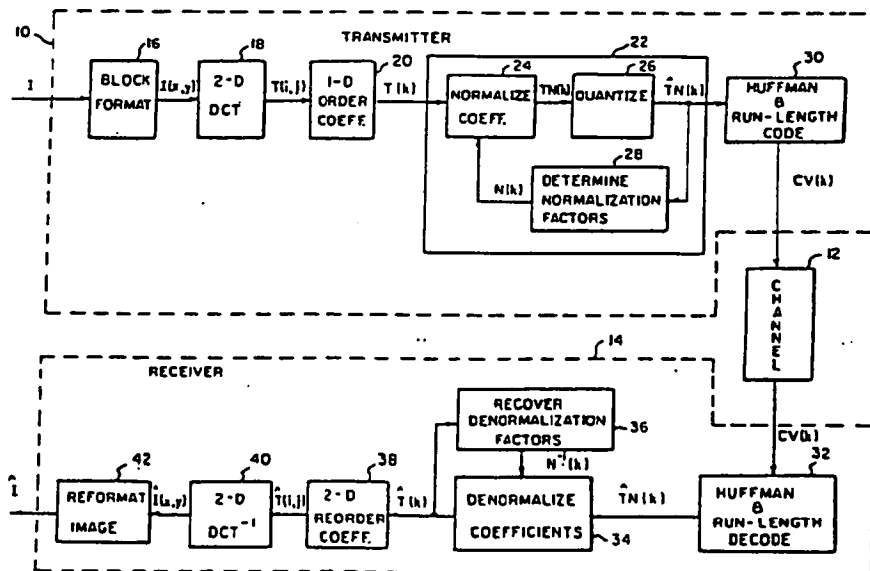 10
TRANSMITTER
I
16
BLOCK
FORMAT
I(x,y)
18
2-D
DCT
T(i,j)
20
1-D
ORDER
COEFF.
T(k)
22
24
NORMALIZE
COEFF.
TN(k)
26
QUANTIZE
T̂N(k)
28
DETERMINE
NORMALIZATION
FACTORS
N(k)
30
HUFFMAN
&
RUN-LENGTH
CODE
CV(k)
12
CHANNEL
CV(k)
14
RECEIVER
32
HUFFMAN
&
RUN-LENGTH
DECODE
T̂N(k)
RECOVER
DENORMALIZATION
FACTORS
36
N⁻¹(k)
DENORMALIZE
COEFFICIENTS
34
T̂(k)
38
2-D
REORDER
COEFF.
T̂(i,j)
40
2-D
DCT⁻¹
Î(x,y)
42
REFORMAT
IMAGE
Î